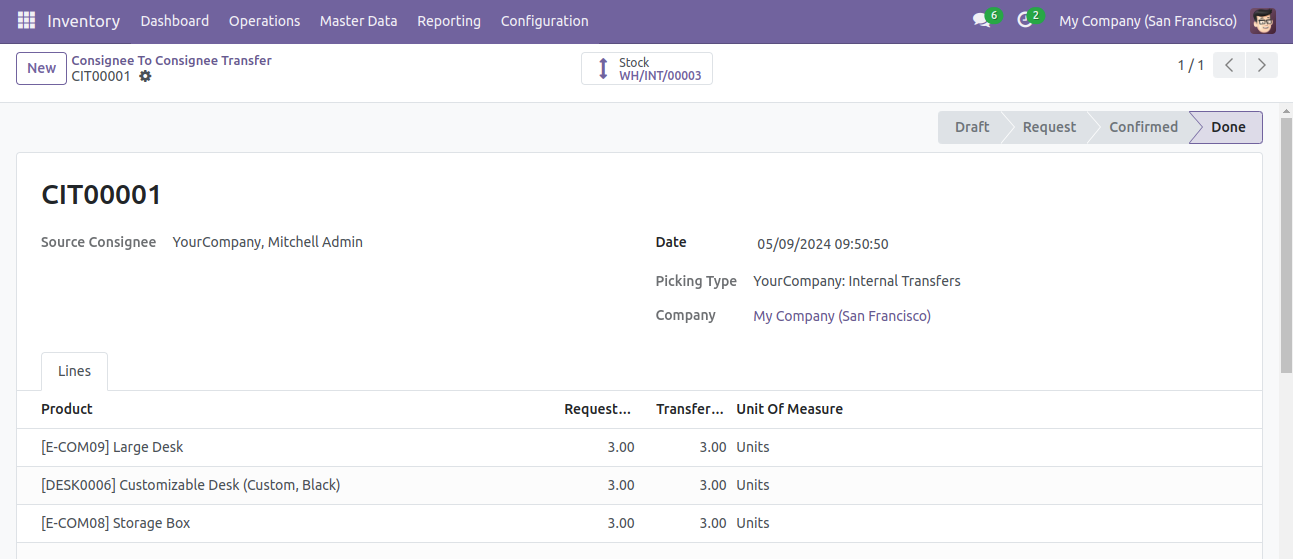 Inventory Dashboard Operations Master Data Reporting Configuration 6 2 My Company (San Francisco)
New Consignee To Consignee Transfer Stock 1 / 1
CIT00001 WH/INT/00003
Draft Request Confirmed Done
CIT00001
Source Consignee YourCompany, Mitchell Admin Date 05/09/2024 09:50:50
Picking Type YourCompany: Internal Transfers
Company My Company (San Francisco)
Lines
Product Request... Transfer... Unit Of Measure
[E-COM09] Large Desk 3.00 3.00 Units
[DESK0006] Customizable Desk (Custom, Black) 3.00 3.00 Units
[E-COM08] Storage Box 3.00 3.00 Units